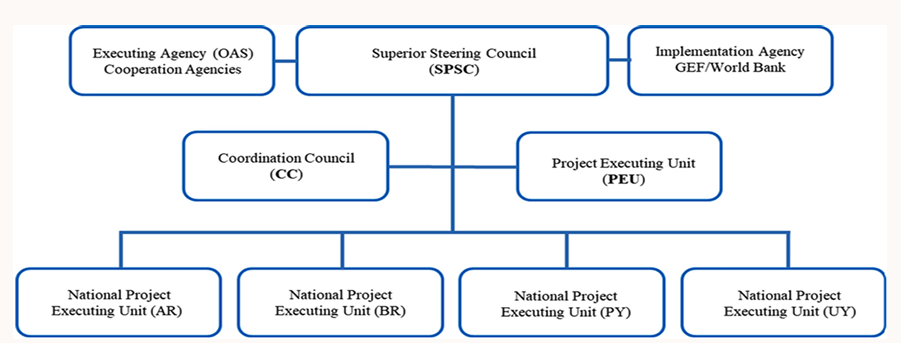 Executing Agency (OAS)
Cooperation Agencies
Superior Steering Council
(SPSC)
Implementation Agency
GEF/World Bank
Coordination Council
(CC)
Project Executing Unit
(PEU)
National Project
Executing Unit (AR)
National Project
Executing Unit (BR)
National Project
Executing Unit (PY)
National Project
Executing Unit (UY)